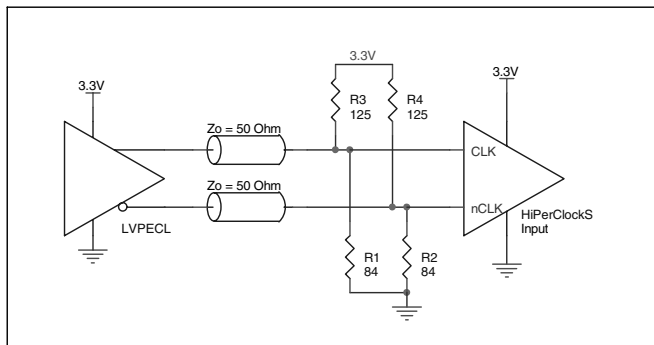 3.3V
3.3V
3.3V
R3
125
R4
125
Zo = 50 Ohm
CLK
Zo = 50 Ohm
nCLK
HiPerClockS
Input
LVPECL
R1
84
R2
84